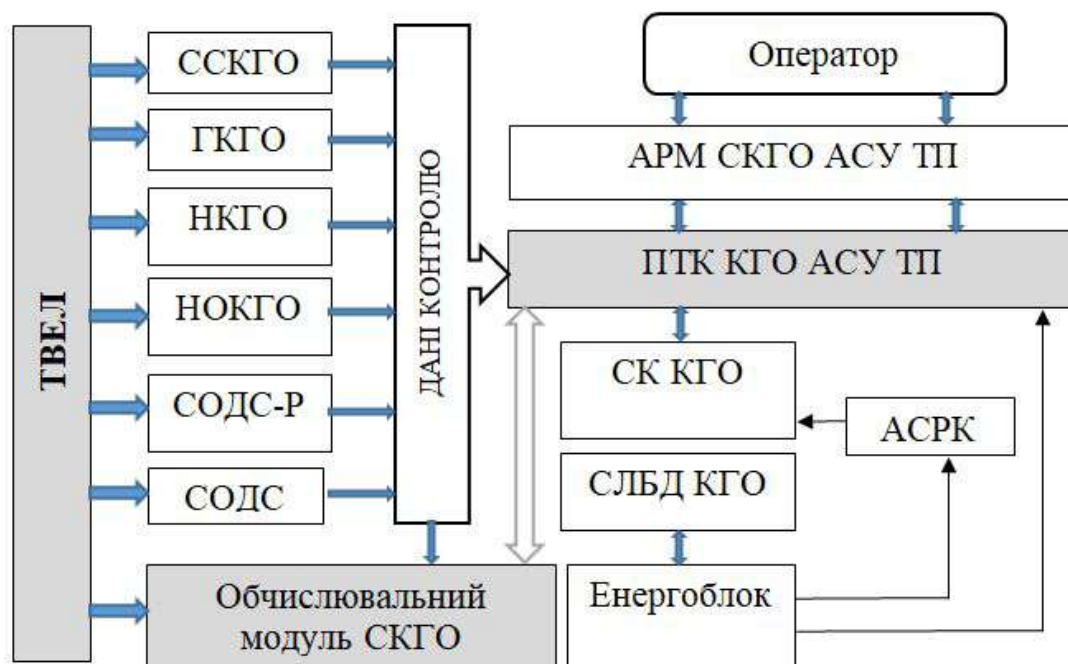 ТВЕЛ
ССКГО
ГКГО
НКГО
НОКГО
СОДС-Р
СОДС
ДАНІ КОНТРОЛЮ
Обчислювальний
модуль СКГО
Оператор
АРМ СКГО АСУ ТП
ПТК КГО АСУ ТП
СК КГО
АСРК
СЛБД КГО
Енергоблок